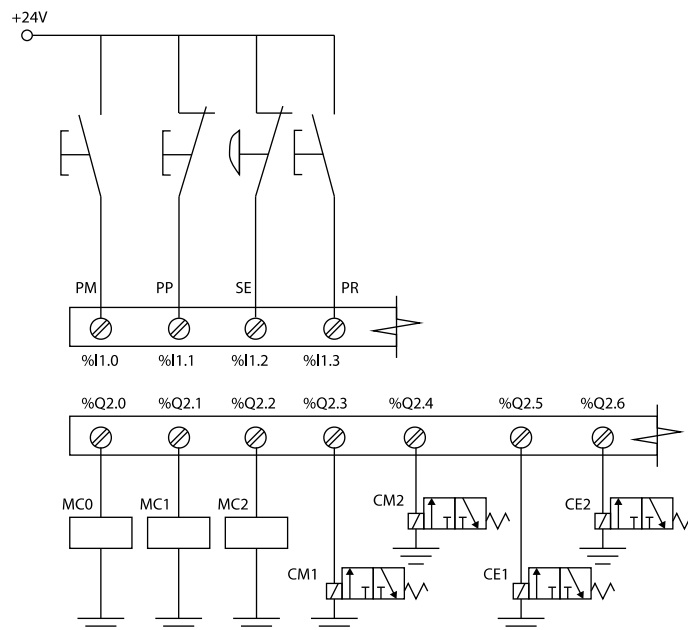 +24V
PM PP SE PR
%I1.0 %I1.1 %I1.2 %I1.3
%Q2.0 %Q2.1 %Q2.2 %Q2.3 %Q2.4 %Q2.5 %Q2.6
MC0 MC1 MC2 CM2 CE2
CM1 CE1